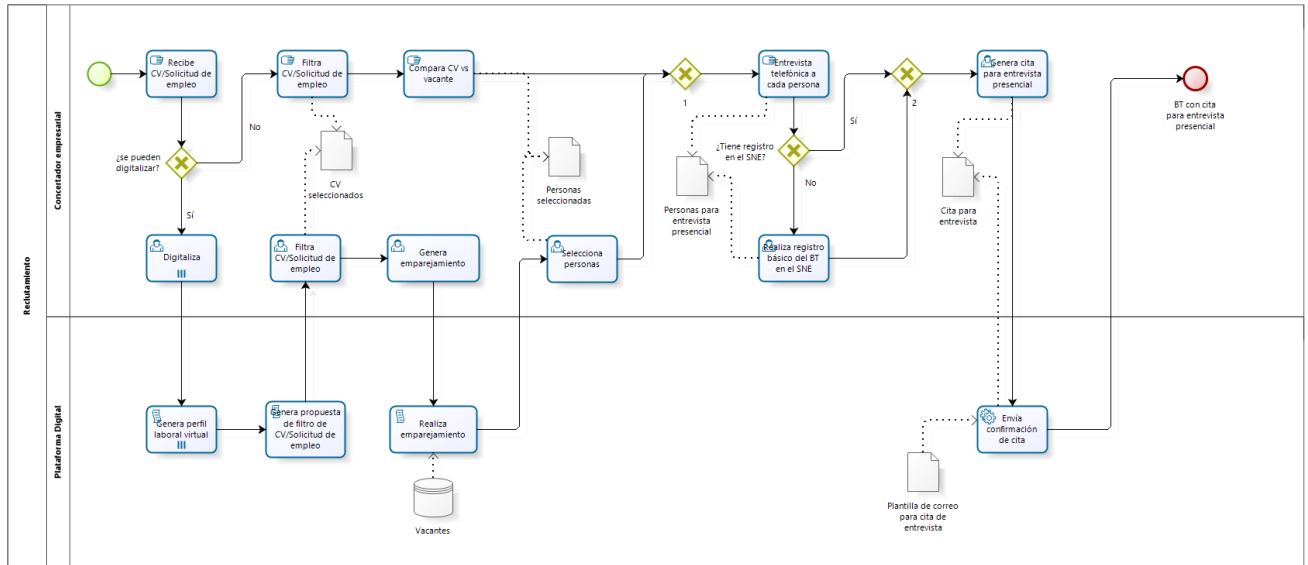 Reclutamiento
Concertador empresarial
Recibe
CV/Solicitud de
empleo
Filtra
CV/Solicitud de
empleo
Compara CV vs
vacante
1
Entrevista
telefónica a
cada persona
2
Genera cita
para entrevista
presencial
BT con cita
para entrevista
presencial
¿se pueden
digitalizar?
No
Sí
CV
seleccionados
Personas
seleccionadas
Personas para
entrevista
presencial
¿Tiene registro
en el SNE?
Sí
No
Cita para
entrevista
Digitaliza
Filtra
CV/Solicitud de
empleo
Genera
emparejamiento
Selecciona
personas
Realiza registro
básico del BT
en el SNE
Plataforma Digital
Genera perfil
laboral virtual
Genera propuesta
de filtro de
CV/Solicitud de
empleo
Realiza
emparejamiento
Vacantes
Envía
confirmación
de cita
Plantilla de correo
para cita de
entrevista